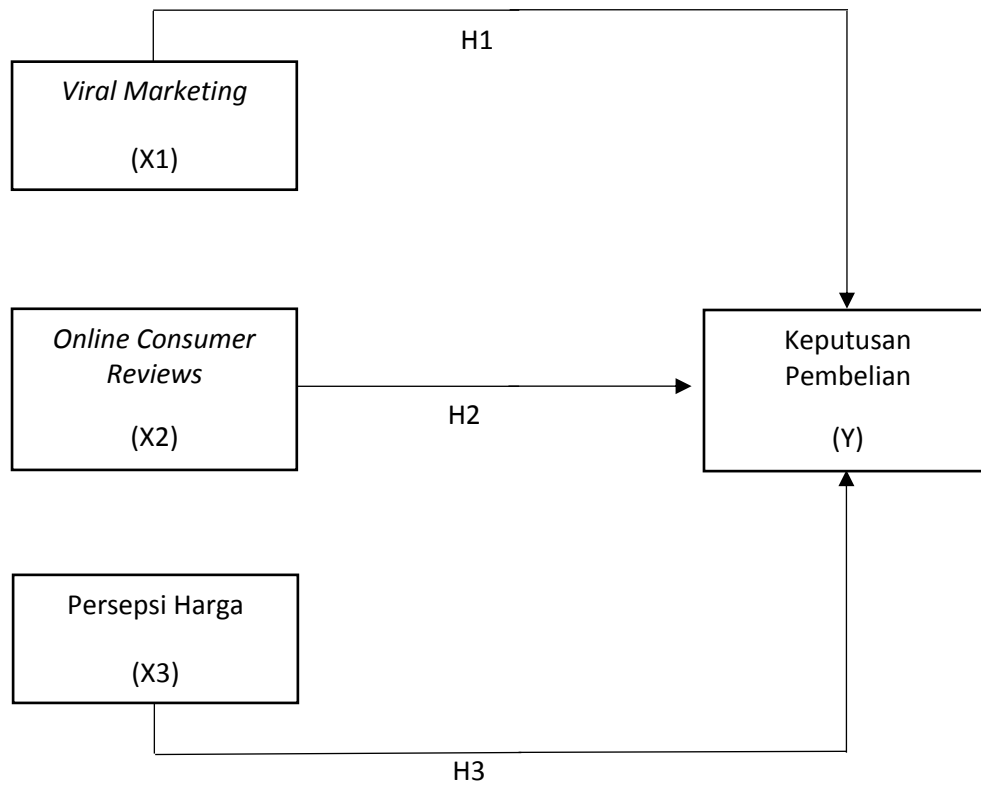 H1
Viral Marketing
(X1)
Online Consumer
Reviews
(X2)
H2
Keputusan
Pembelian
(Y)
Persepsi Harga
(X3)
H3